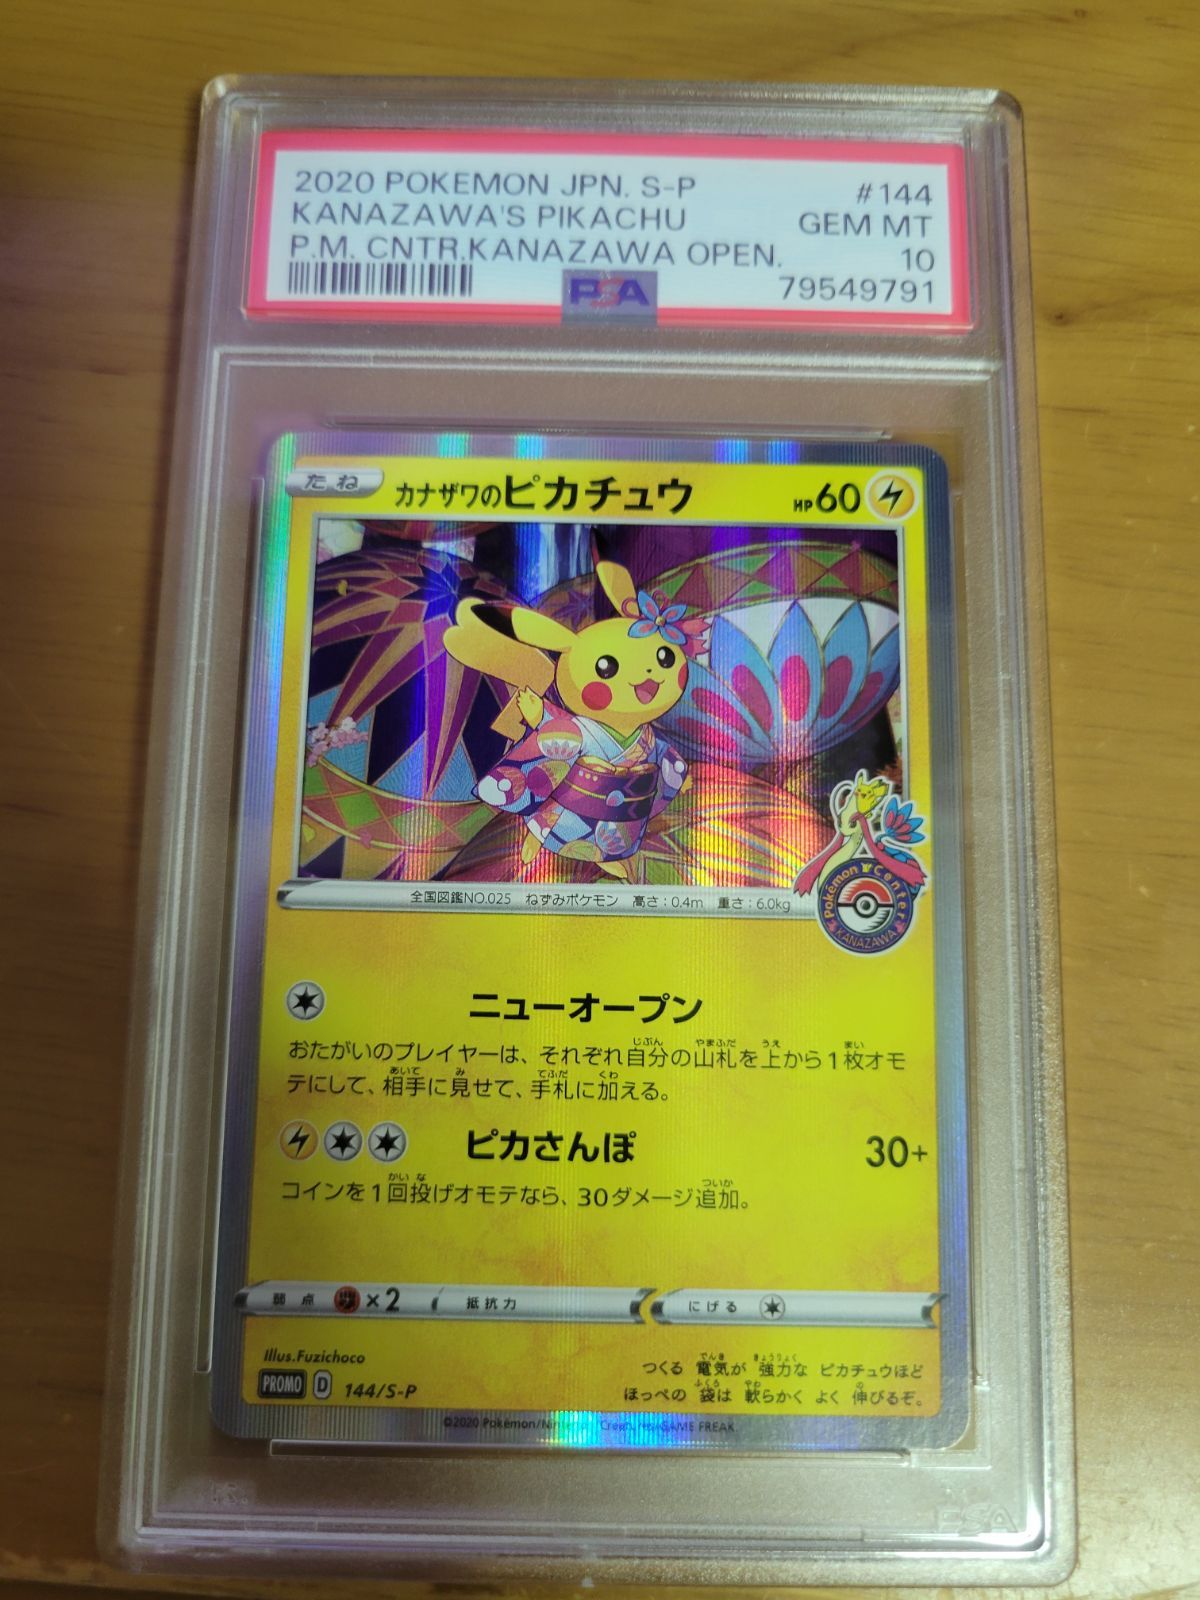 2020 POKEMON JPN. S-P #144
KANAZAWA'S PIKACHU GEM MT
P.M. CNTR.KANAZAWA OPEN. 10
79549791
PSA
たね カナザワのピカチュウ HP60
全国図鑑NO.025 ねずみポケモン 高さ:0.4m 重さ:6.0kg
Pokémon Center
KANAZAWA
ニューオープン
おたがいのプレイヤーは、それぞれ自分の山札を上から1枚オモ
テにして、相手に見せて、手札に加える。
ピカさんぽ 30+
コインを1回投げオモテなら、30ダメージ追加。
弱点 ×2 抵抗力 にげる
Illus.Fuzichoco
PROMO D 144/S-P
つくる 電気が 強力な ピカチュウほど
ほっぺの 袋は 軟らかく よく 伸びるぞ。
©2020 Pokémon/Nintendo/Creatures/GAME FREAK.
PSA